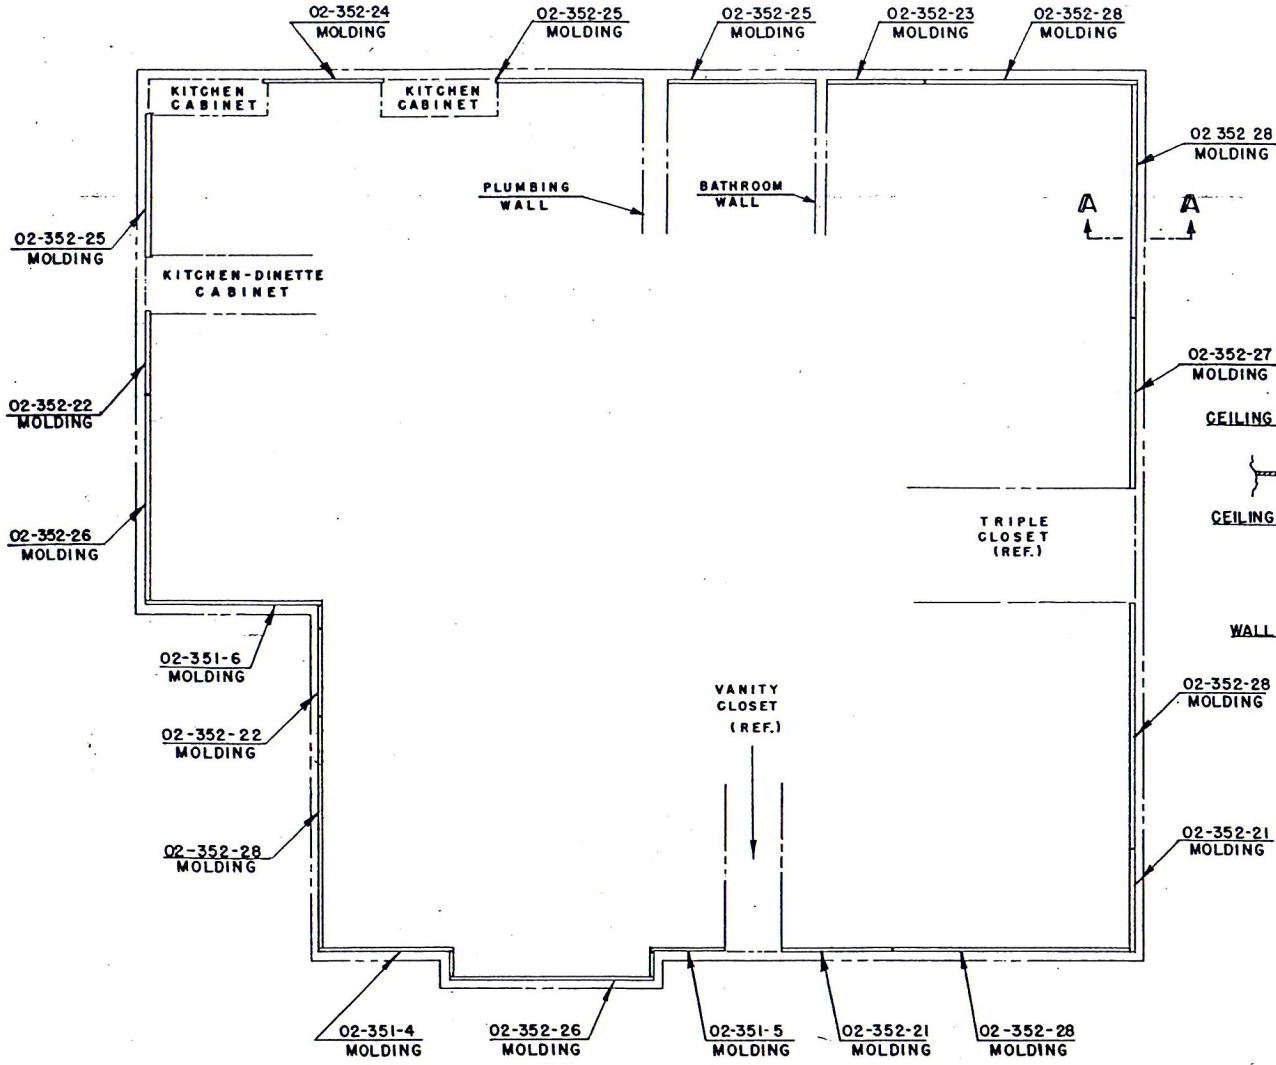 02-352-24
MOLDING
02-352-25
MOLDING
02-352-25
MOLDING
02-352-23
MOLDING
02-352-28
MOLDING
KITCHEN
CABINET
KITCHEN
CABINET
02 352 28
MOLDING
PLUMBING
WALL
BATHROOM
WALL
A
A
02-352-25
MOLDING
KITCHEN-DINETTE
CABINET
02-352-27
MOLDING
02-352-22
MOLDING
CEILING
02-352-26
MOLDING
TRIPLE
CLOSET
(REF.)
CEILING
WALL
02-351-6
MOLDING
VANITY
CLOSET
(REF.)
02-352-28
MOLDING
02-352-22
MOLDING
02-352-21
MOLDING
02-352-28
MOLDING
02-351-4
MOLDING
02-352-26
MOLDING
02-351-5
MOLDING
02-352-21
MOLDING
02-352-28
MOLDING